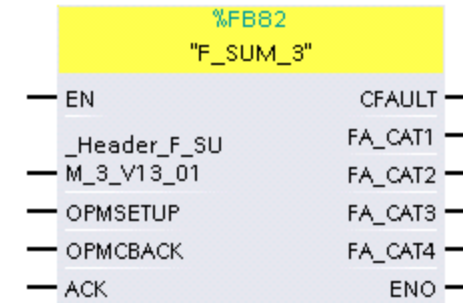 %FB82
"F_SUM_3"
EN
CFAULT
_Header_F_SU
M_3_V13_01
FA_CAT1
FA_CAT2
OPMSETUP
FA_CAT3
OPMCBACK
FA_CAT4
ACK
ENO